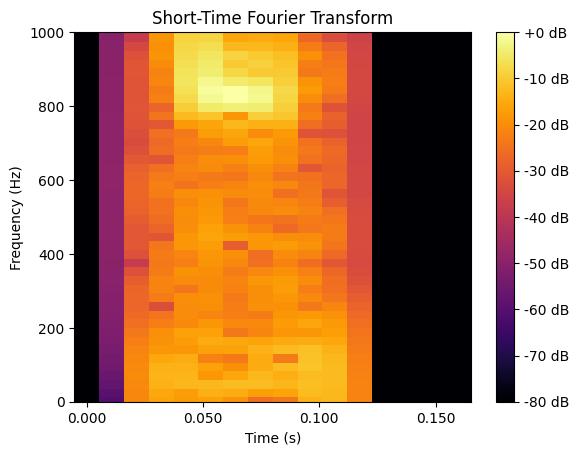 Short-Time Fourier Transform
1000
800
600
400
200
0
Frequency (Hz)
0.000
0.050
0.100
0.150
Time (s)
+0 dB
-10 dB
-20 dB
-30 dB
-40 dB
-50 dB
-60 dB
-70 dB
-80 dB